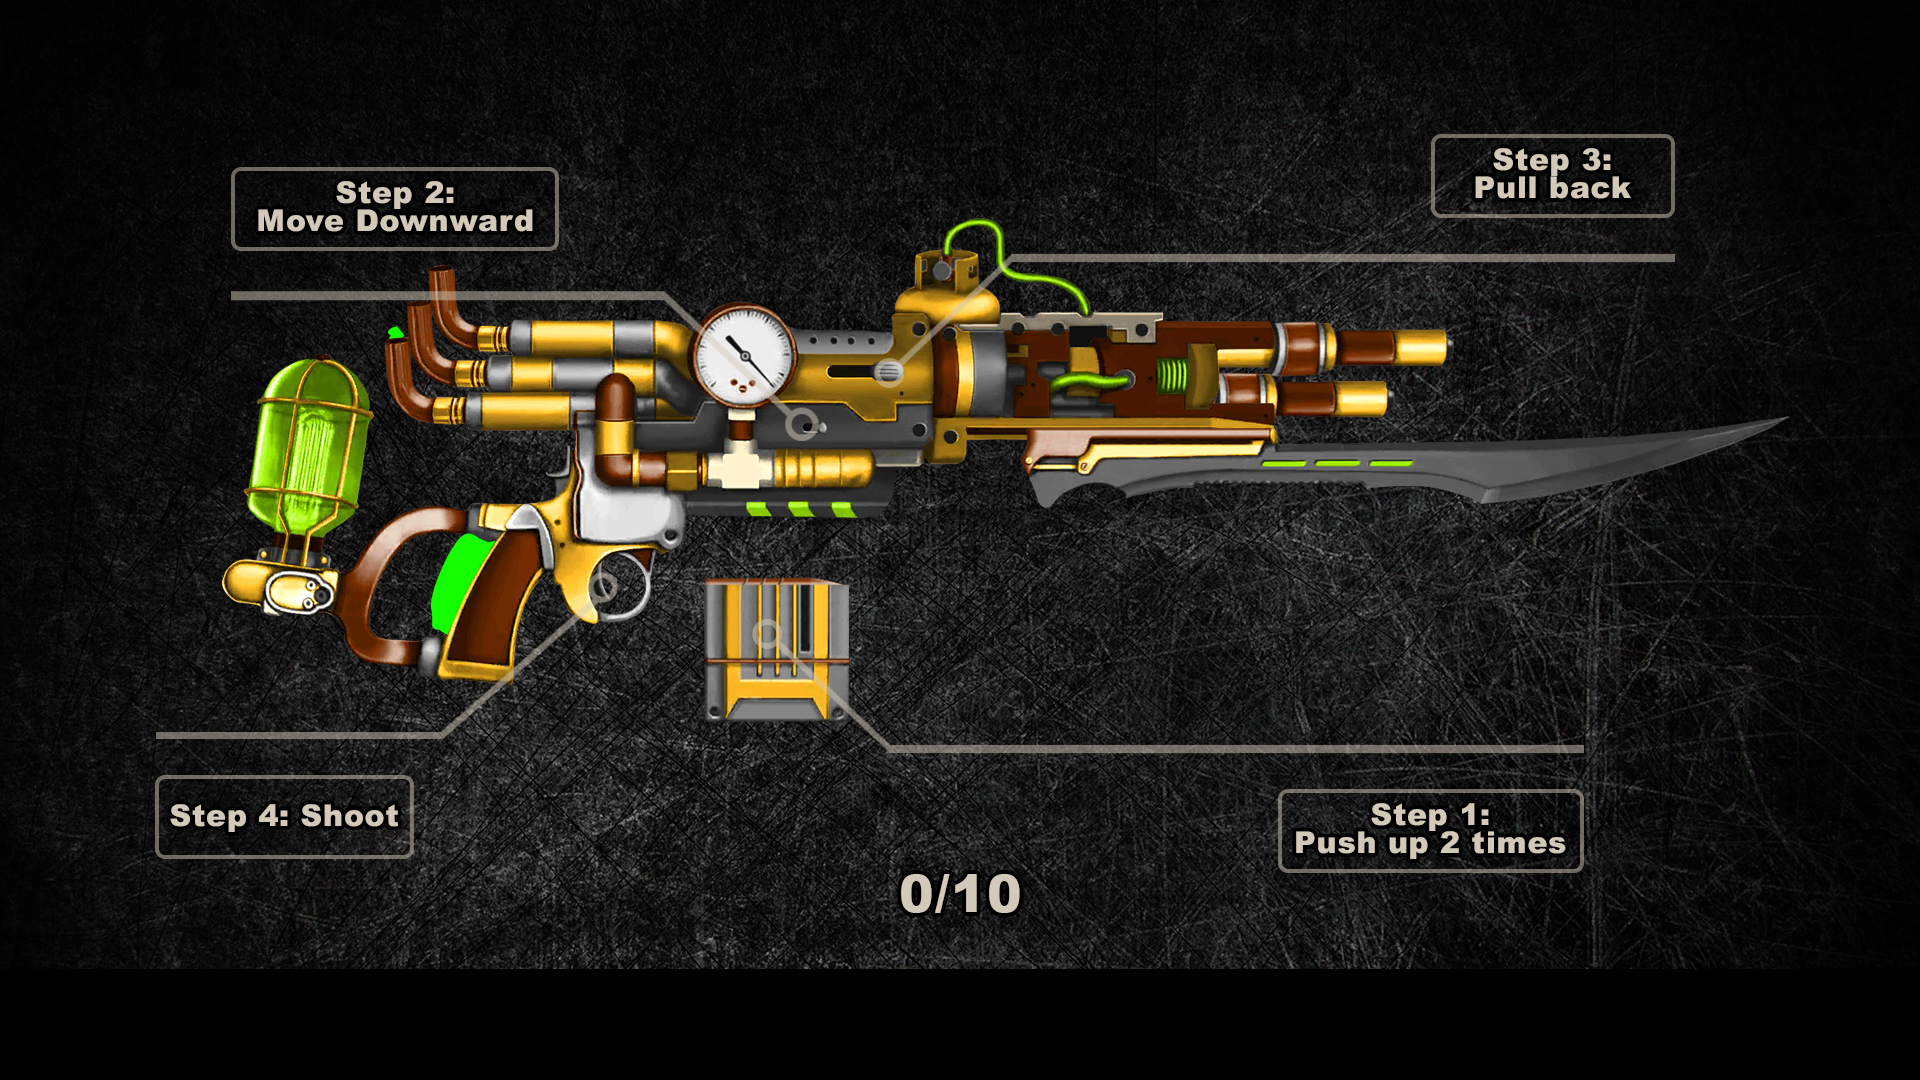 Step 3:
Pull back
Step 2:
Move Downward
Step 4: Shoot
Step 1:
Push up 2 times
0/10